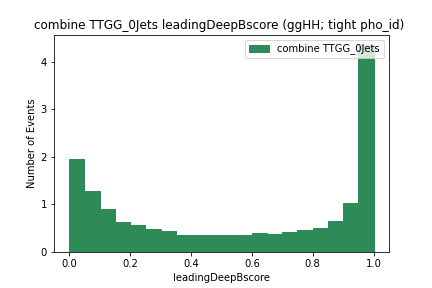 combine TTGG_0Jets leadingDeepBscore (ggHH; tight pho_id)
combine TTGG_0Jets
Number of Events
4
3
2
1
0
0.0 0.2 0.4 0.6 0.8 1.0
leadingDeepBscore